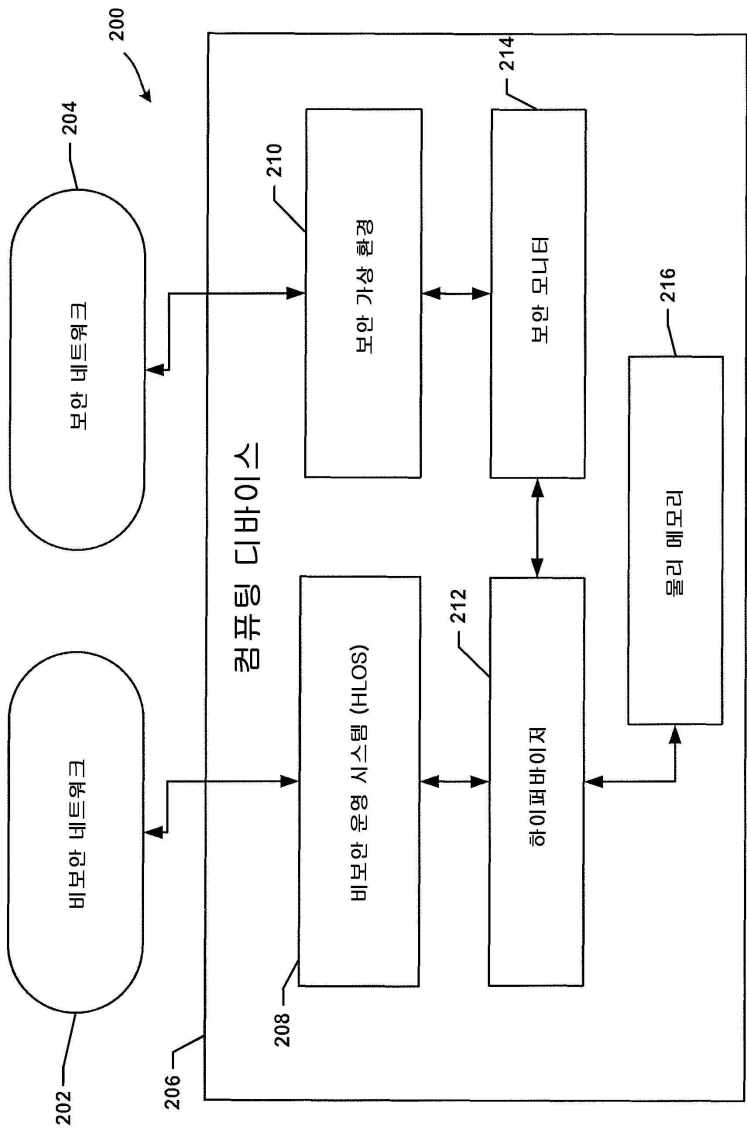 200
202
비보안 네트워크
204
보안 네트워크
206
컴퓨팅 디바이스
208
비보안 운영 시스템 (HLOS)
210
보안 가상 환경
212
하이퍼바이저
214
보안 모니터
216
물리 메모리